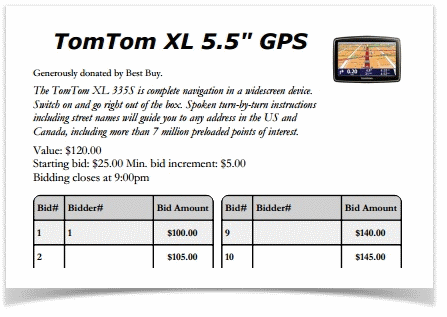 TomTom XL 5.5" GPS
Generously donated by Best Buy.
The TomTom XL 335S is complete navigation in a widescreen device.
Switch on and go right out of the box. Spoken turn-by-turn instructions
including street names will guide you to any address in the US and
Canada, including more than 7 million preloaded points of interest.
Value: $120.00
Starting bid: $25.00 Min. bid increment: $5.00
Bidding closes at 9:00pm
Bid# Bidder# Bid Amount Bid# Bidder# Bid Amount
1 1 $100.00 9 $140.00
2 $105.00 10 $145.00